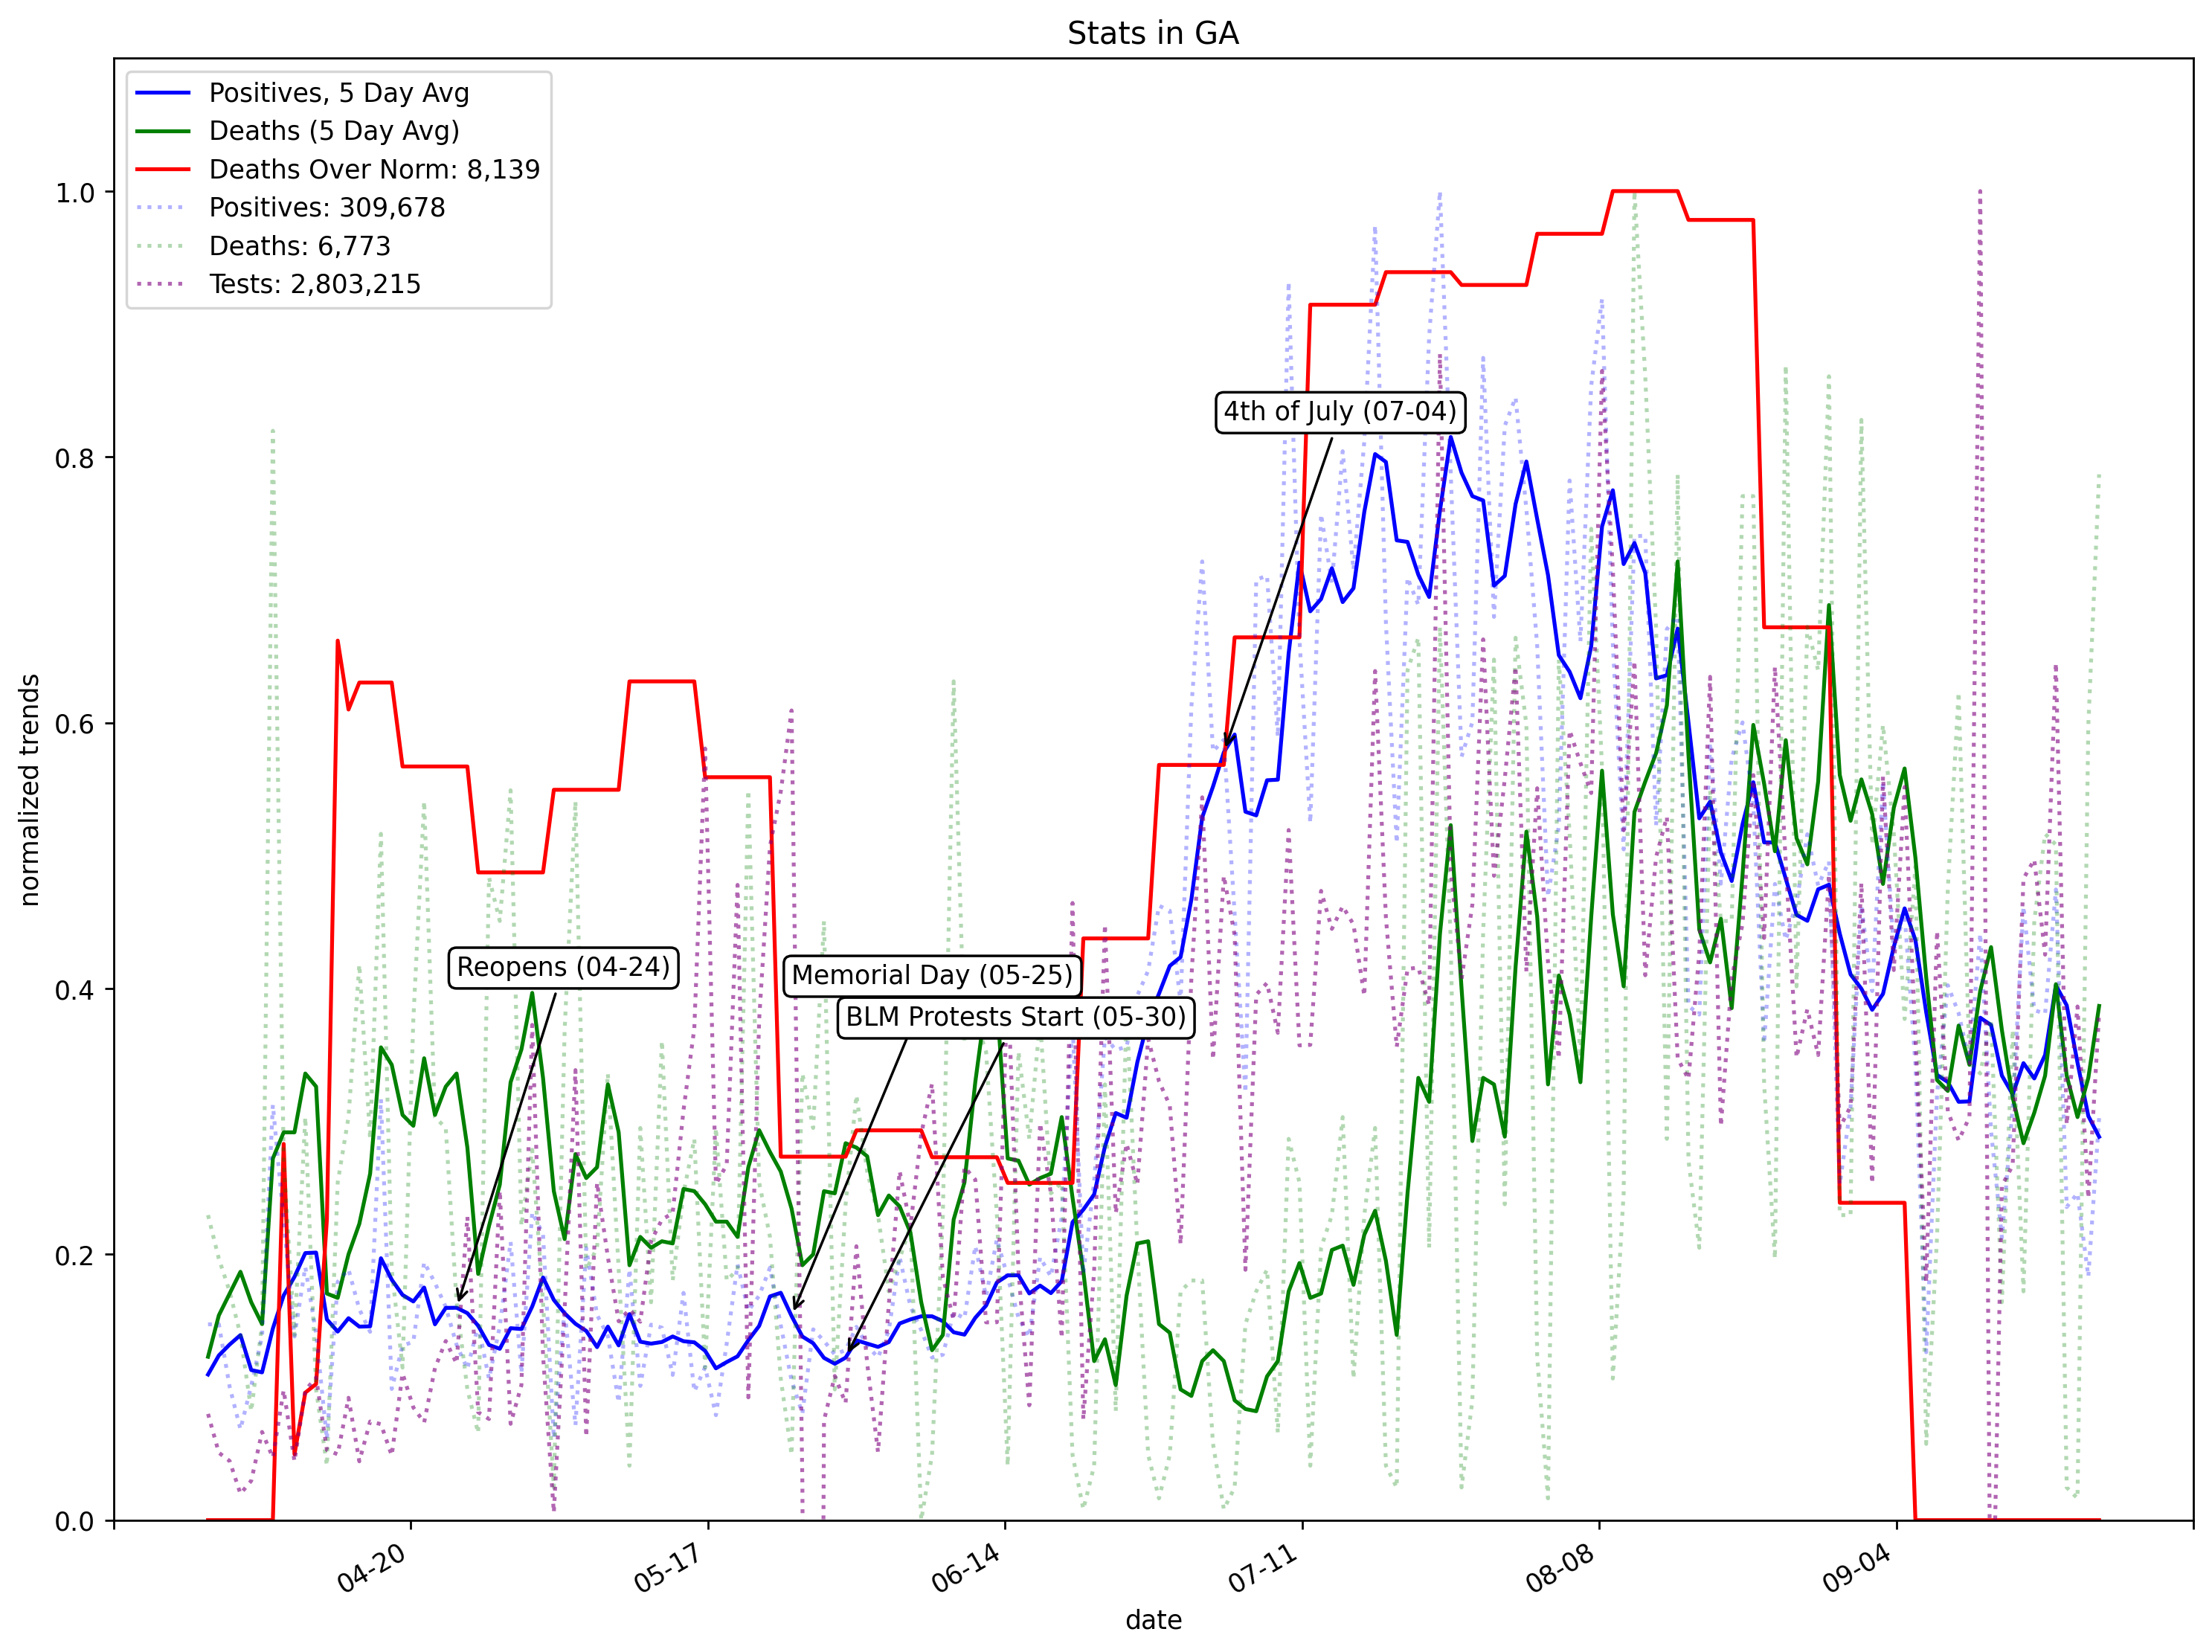 Stats in GA
Positives, 5 Day Avg
Deaths (5 Day Avg)
Deaths Over Norm: 8,139
Positives: 309,678
Deaths: 6,773
Tests: 2,803,215
1.0
0.8
0.6
0.4
0.2
0.0
normalized trends
4th of July (07-04)
Reopens (04-24)
Memorial Day (05-25)
BLM Protests Start (05-30)
04-20
05-17
06-14
07-11
08-08
09-04
date